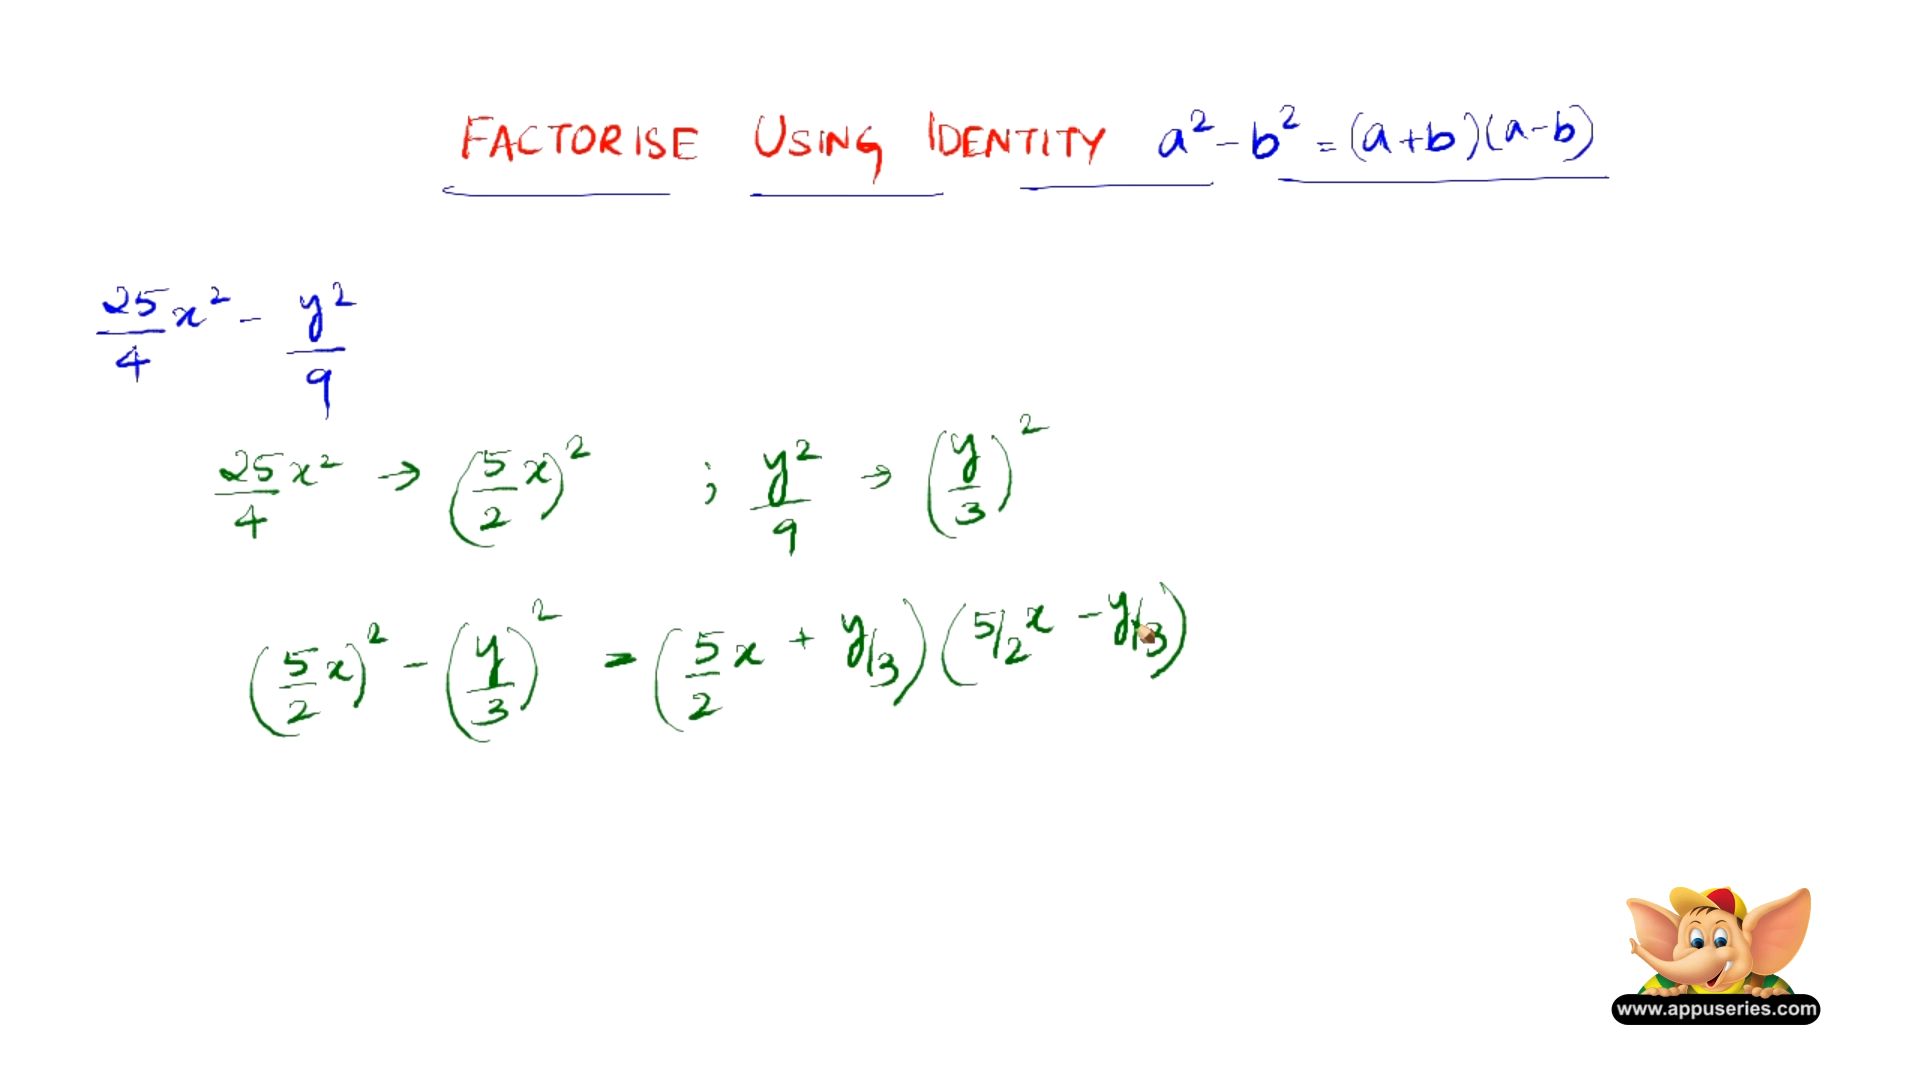 FACTORISE USING IDENTITY a² - b² = (a+b)(a-b)
25/4 x² - y²/9
25/4 x² → (5/2 x)² ; y²/9 → (y/3)²
(5/2 x)² - (y/3)² = (5/2 x + y/3)(5/2 x - y/3)
www.appuseries.com